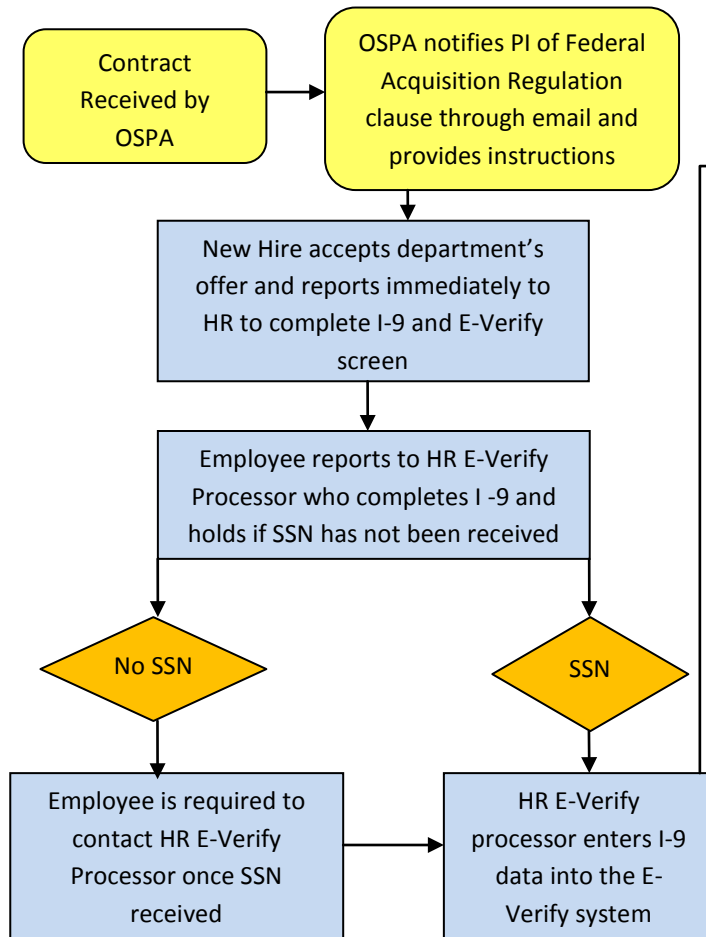 Contract
Received by
OSPA
OSPA notifies PI of Federal
Acquisition Regulation
clause through email and
provides instructions
New Hire accepts department’s
offer and reports immediately to
HR to complete I-9 and E-Verify
screen
Employee reports to HR E-Verify
Processor who completes I -9 and
holds if SSN has not been received
No SSN
SSN
Employee is required to
contact HR E-Verify
Processor once SSN
received
HR E-Verify
processor enters I-9
data into the E-
Verify system